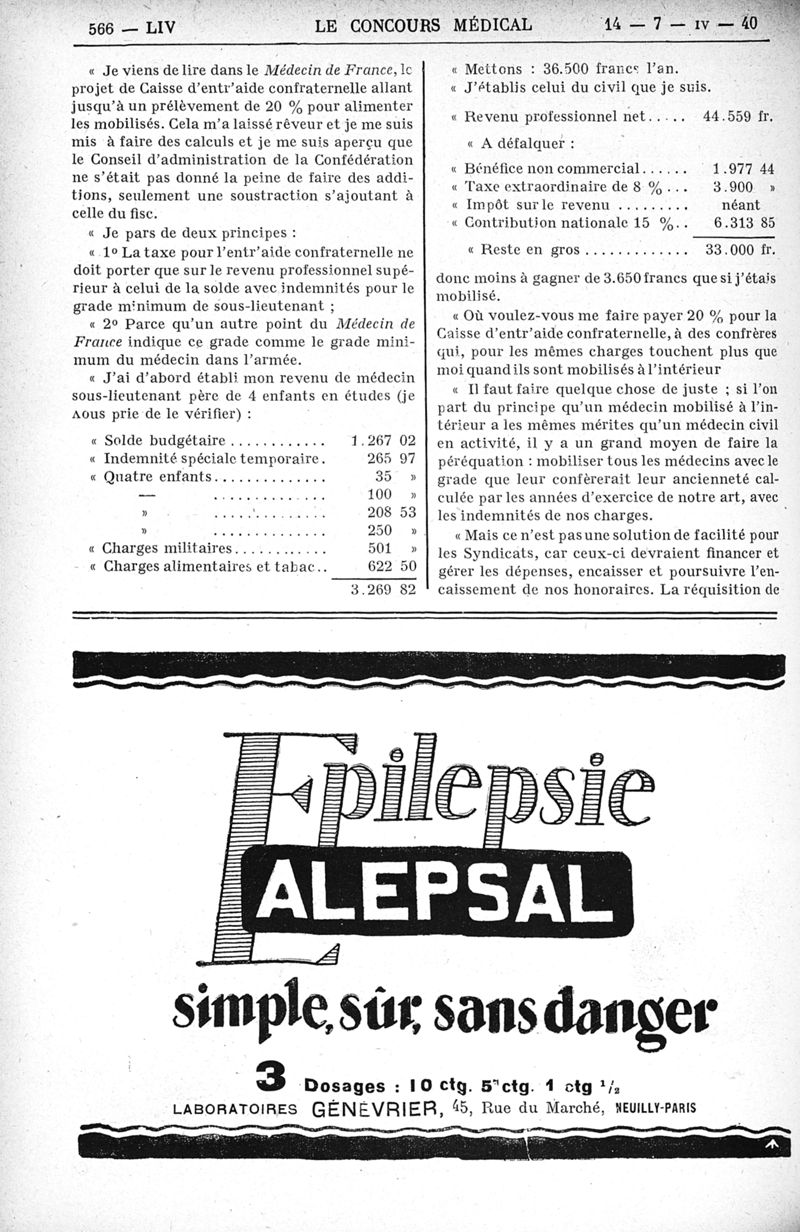 566 — LIV LE CONCOURS MÉDICAL 14 — 7 — IV — 40
« Je viens de lire dans le Médecin de France, le
projet de Caisse d'entr'aide confraternelle allant
jusqu'à un prélèvement de 20 % pour alimenter
les mobilisés. Cela m'a laissé rêveur et je me suis
mis à faire des calculs et je me suis aperçu que
le Conseil d'administration de la Confédération
ne s'était pas donné la peine de faire des addi-
tions, seulement une soustraction s'ajoutant à
celle du fisc.
« Je pars de deux principes :
« 1º La taxe pour l'entr'aide confraternelle ne
doit porter que sur le revenu professionnel supé-
rieur à celui de la solde avec indemnités pour le
grade minimum de sous-lieutenant ;
« 2º Parce qu'un autre point du Médecin de
France indique ce grade comme le grade mini-
mum du médecin dans l'armée.
« J'ai d'abord établi mon revenu de médecin
sous-lieutenant père de 4 enfants en études (je
vous prie de le vérifier) :
« Solde budgétaire ............ 1.267 02
« Indemnité spéciale temporaire. 265 97
« Quatre enfants.............. 35 »
— .............. 100 »
» .............. 208 53
» .............. 250 »
« Charges militaires............ 501 »
« Charges alimentaires et tabac.. 622 50
3.269 82
« Mettons : 36.500 francs l'an.
« J'établis celui du civil que je suis.
« Revenu professionnel net..... 44.559 fr.
« A défalquer :
« Bénéfice non commercial...... 1.977 44
« Taxe extraordinaire de 8 % ... 3.900 »
« Impôt sur le revenu ......... néant
« Contribution nationale 15 %.. 6.313 85
« Reste en gros ............. 33.000 fr.
donc moins à gagner de 3.650 francs que si j'étais
mobilisé.
« Où voulez-vous me faire payer 20 % pour la
Caisse d'entr'aide confraternelle, à des confrères
qui, pour les mêmes charges touchent plus que
moi quand ils sont mobilisés à l'intérieur
« Il faut faire quelque chose de juste ; si l'on
part du principe qu'un médecin mobilisé à l'in-
térieur a les mêmes mérites qu'un médecin civil
en activité, il y a un grand moyen de faire la
péréquation : mobiliser tous les médecins avec le
grade que leur confèrerait leur ancienneté cal-
culée par les années d'exercice de notre art, avec
les indemnités de nos charges.
« Mais ce n'est pas une solution de facilité pour
les Syndicats, car ceux-ci devraient financer et
gérer les dépenses, encaisser et poursuivre l'en-
caissement de nos honoraires. La réquisition de
Epilepsie
ALEPSAL
simple, sûr, sans danger
3 Dosages : 10 ctg. 5 ctg. 1 ctg 1/2
LABORATOIRES GÉNÉVRIER, 45, Rue du Marché, NEUILLY-PARIS